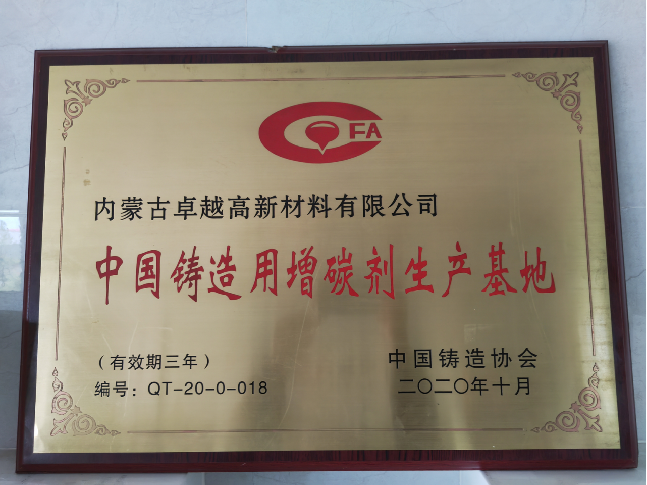 FA
内蒙古卓越高新材料有限公司
中国铸造用增碳剂生产基地
（有效期三年）
中国铸造协会
编号：QT-20-0-018
二〇二〇年十月